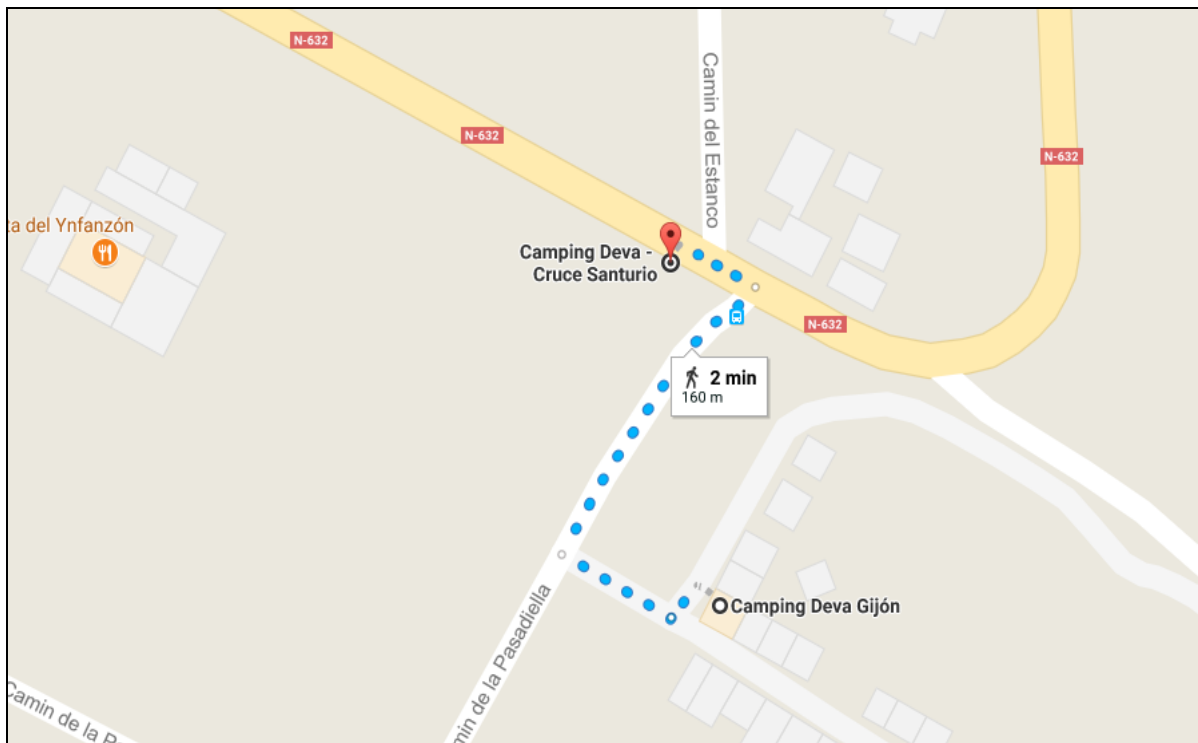 N-632
N-632
Camin del Estanco
N-632
ta del Ynfanzón
Camping Deva -
Cruce Santurio
N-632
2 min
160 m
Camping Deva Gijón
Camin de la Pasadiella
Camin de la